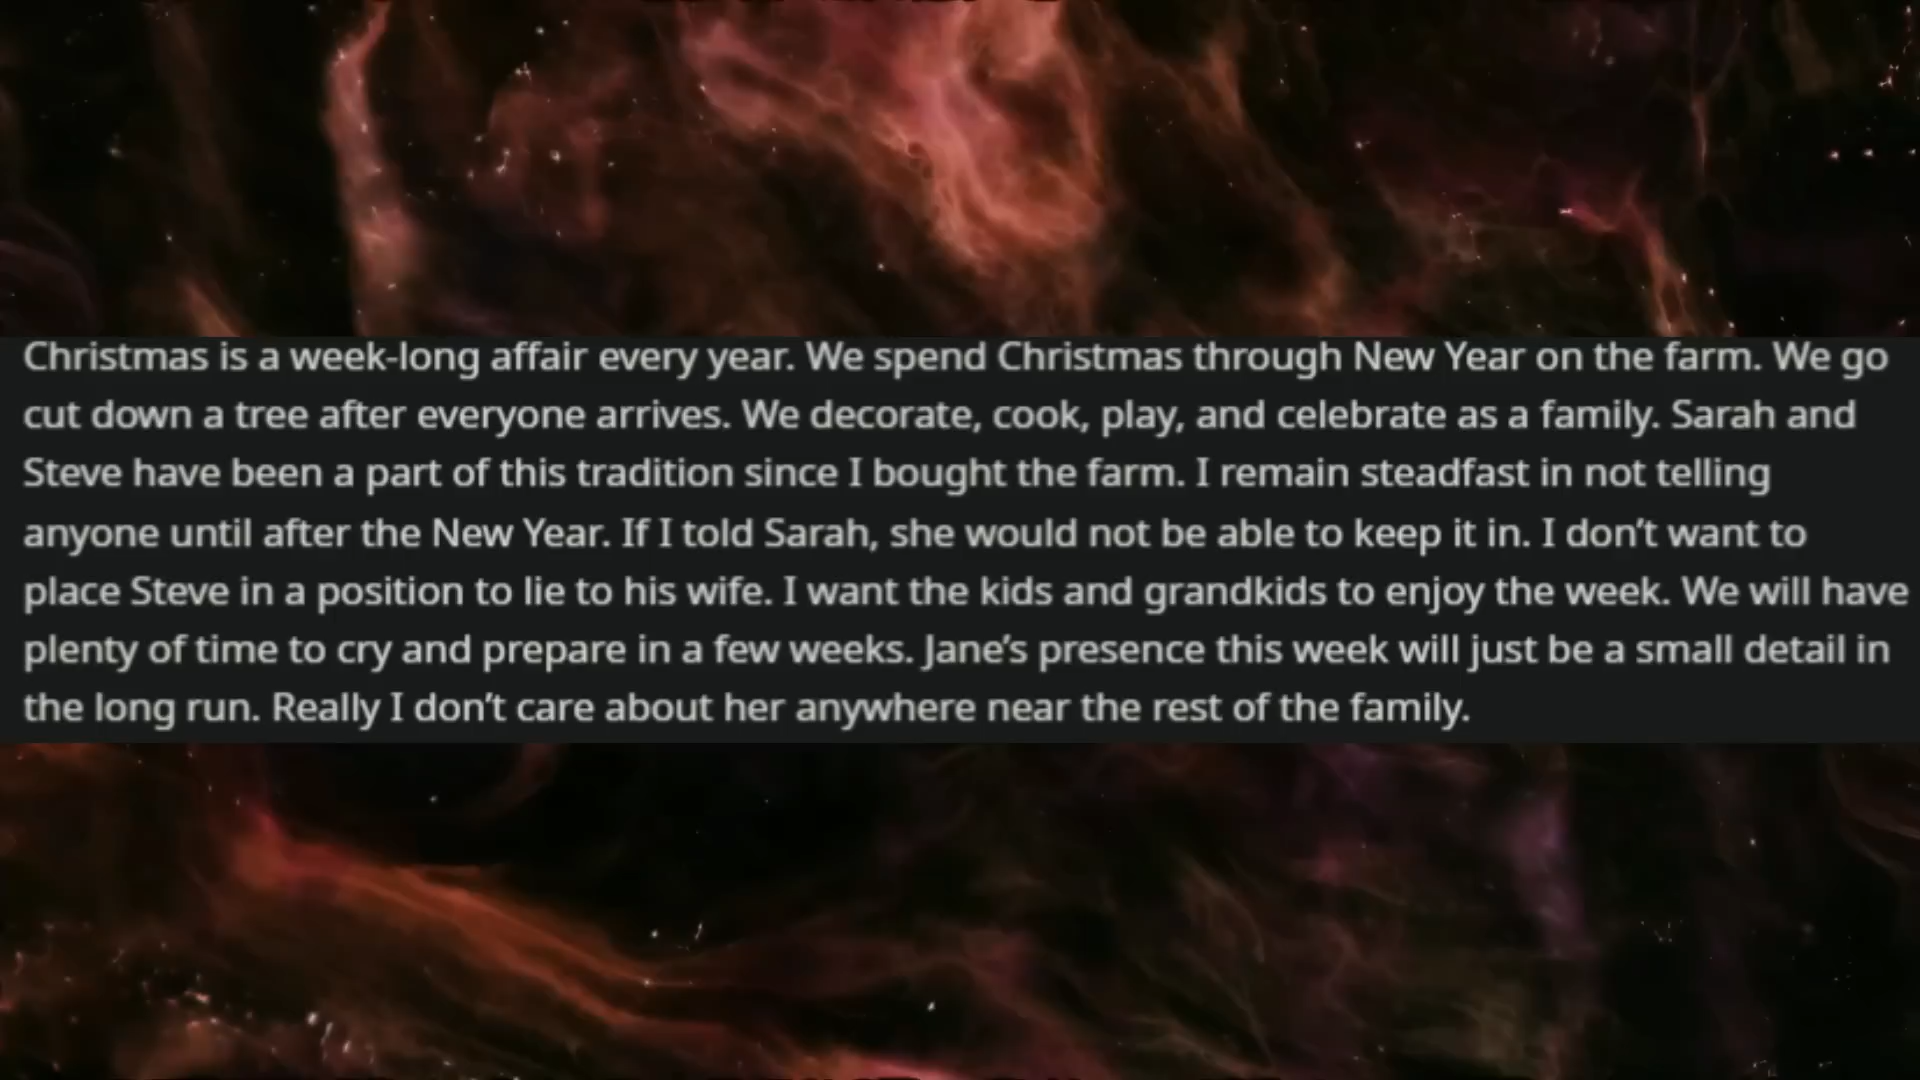 Christmas is a week-long affair every year. We spend Christmas through New Year on the farm. We go
cut down a tree after everyone arrives. We decorate, cook, play, and celebrate as a family. Sarah and
Steve have been a part of this tradition since I bought the farm. I remain steadfast in not telling
anyone until after the New Year. If I told Sarah, she would not be able to keep it in. I don’t want to
place Steve in a position to lie to his wife. I want the kids and grandkids to enjoy the week. We will have
plenty of time to cry and prepare in a few weeks. Jane’s presence this week will just be a small detail in
the long run. Really I don’t care about her anywhere near the rest of the family.